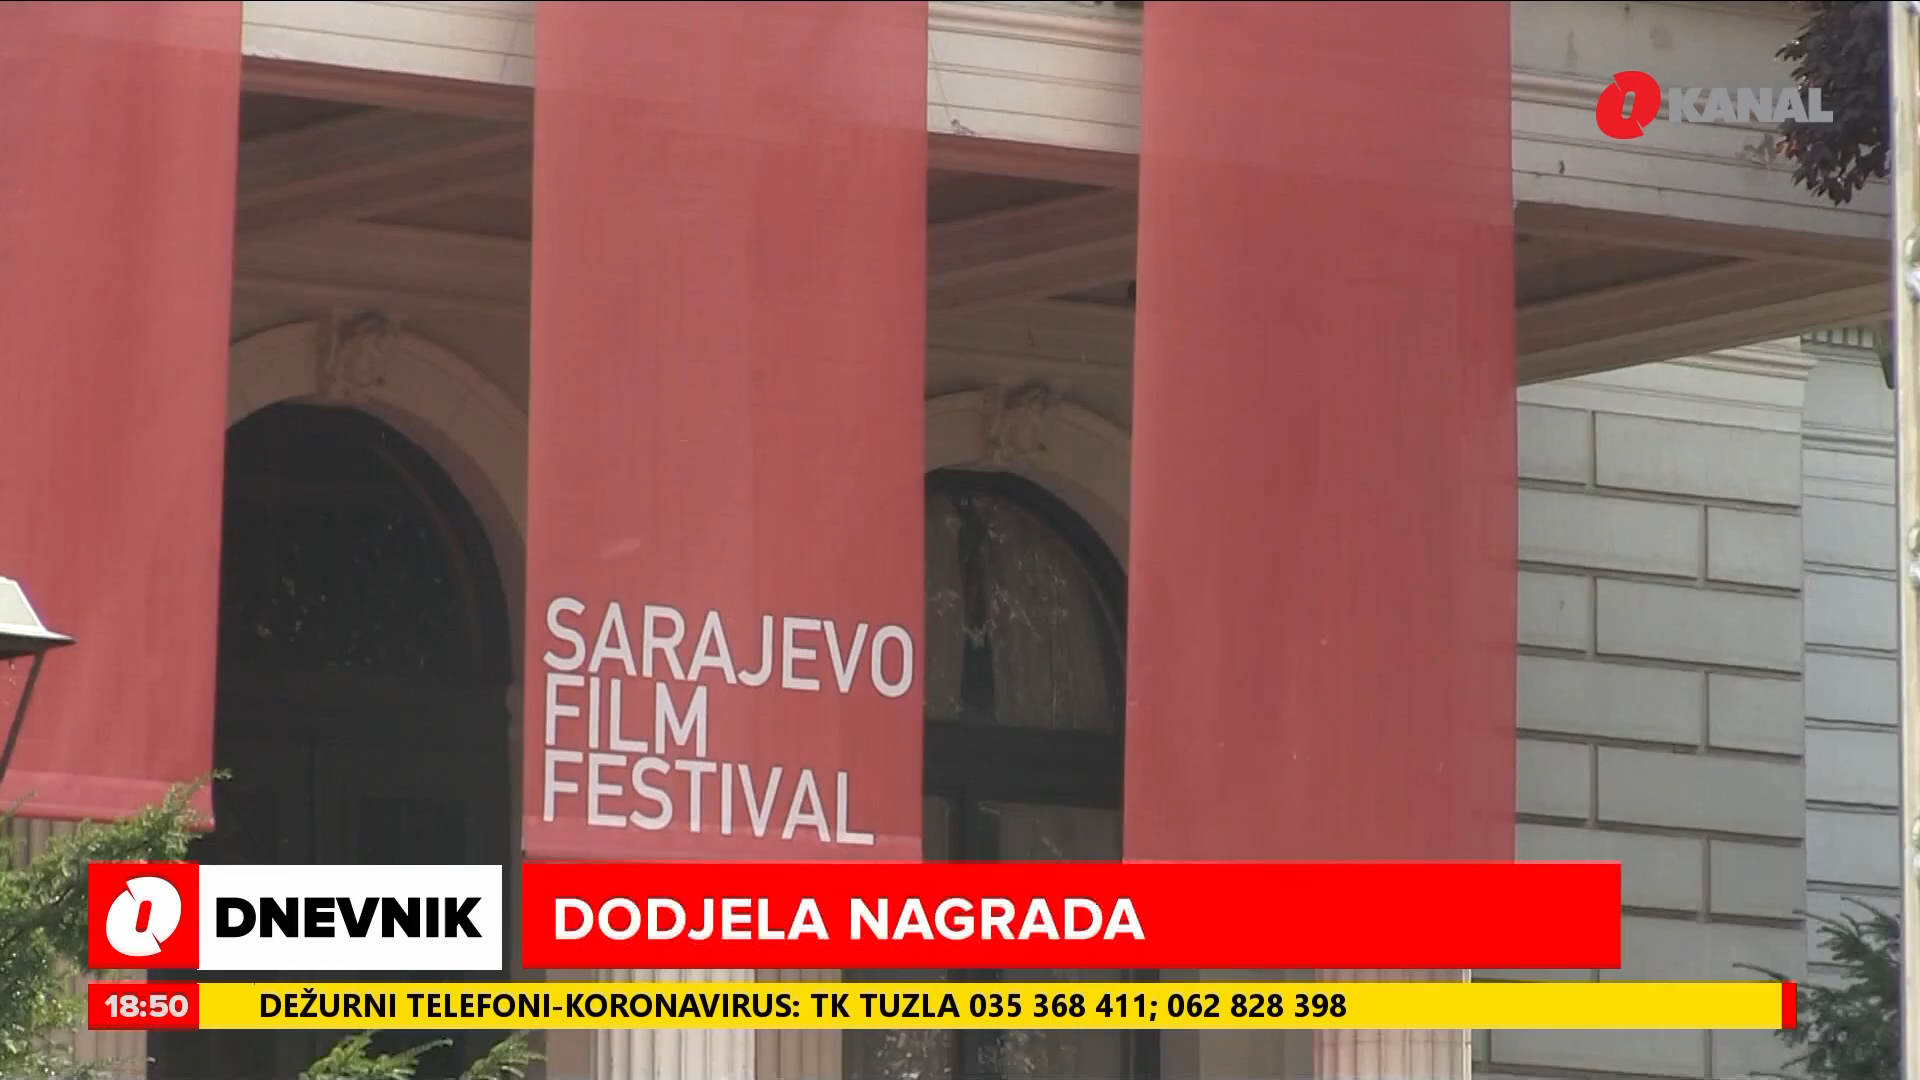 KANAL
SARAJEVO
FILM
FESTIVAL
DNEVNIK
DODJELA NAGRADA
18:50
DEŽURNI TELEFONI-KORONAVIRUS: TK TUZLA 035 368 411; 062 828 398